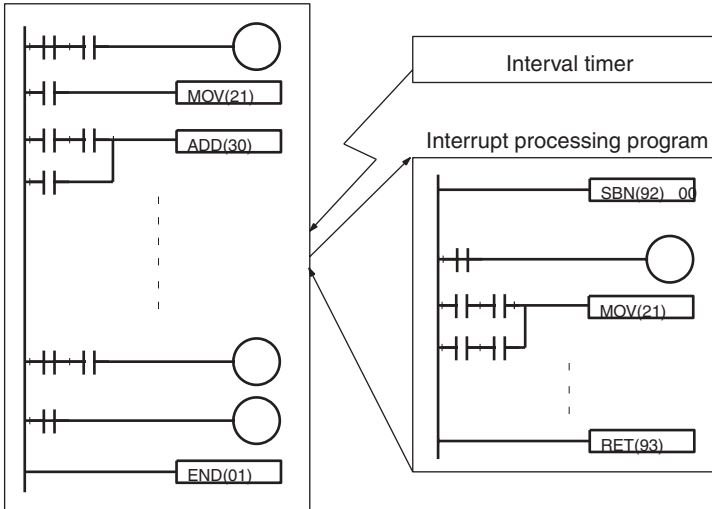 MOV(21)
ADD(30)
END(01)
Interval timer
Interrupt processing program
SBN(92) 00
MOV(21)
RET(93)